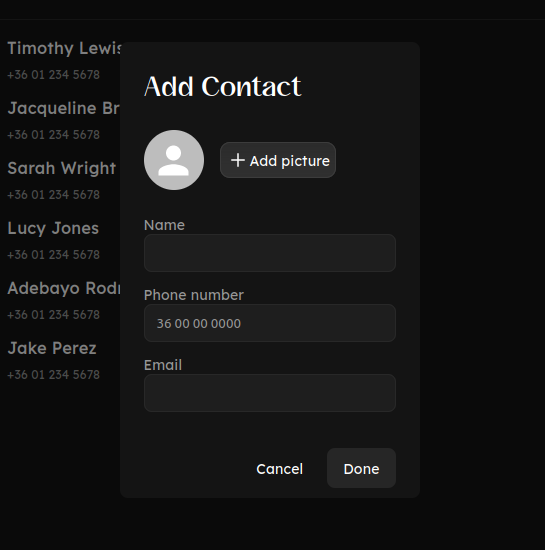 Timothy Lewis
+36 01 234 5678
Jacqueline Br
+36 01 234 5678
Sarah Wright
+36 01 234 5678
Lucy Jones
+36 01 234 5678
Adebayo Rodr
+36 01 234 5678
Jake Perez
+36 01 234 5678
Add Contact
+ Add picture
Name
Phone number
36 00 00 0000
Email
Cancel
Done